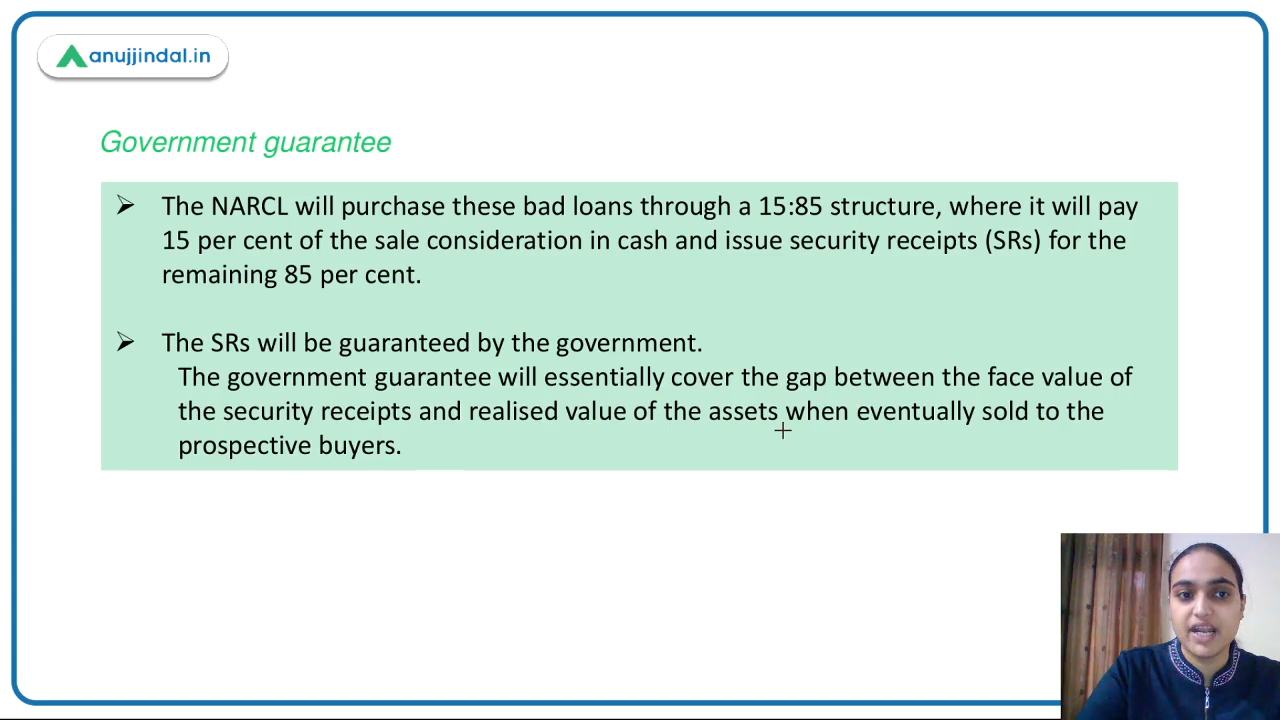 anujjindal.in
Government guarantee
The NARCL will purchase these bad loans through a 15:85 structure, where it will pay
15 per cent of the sale consideration in cash and issue security receipts (SRs) for the
remaining 85 per cent.
The SRs will be guaranteed by the government.
The government guarantee will essentially cover the gap between the face value of
the security receipts and realised value of the assets when eventually sold to the
prospective buyers.